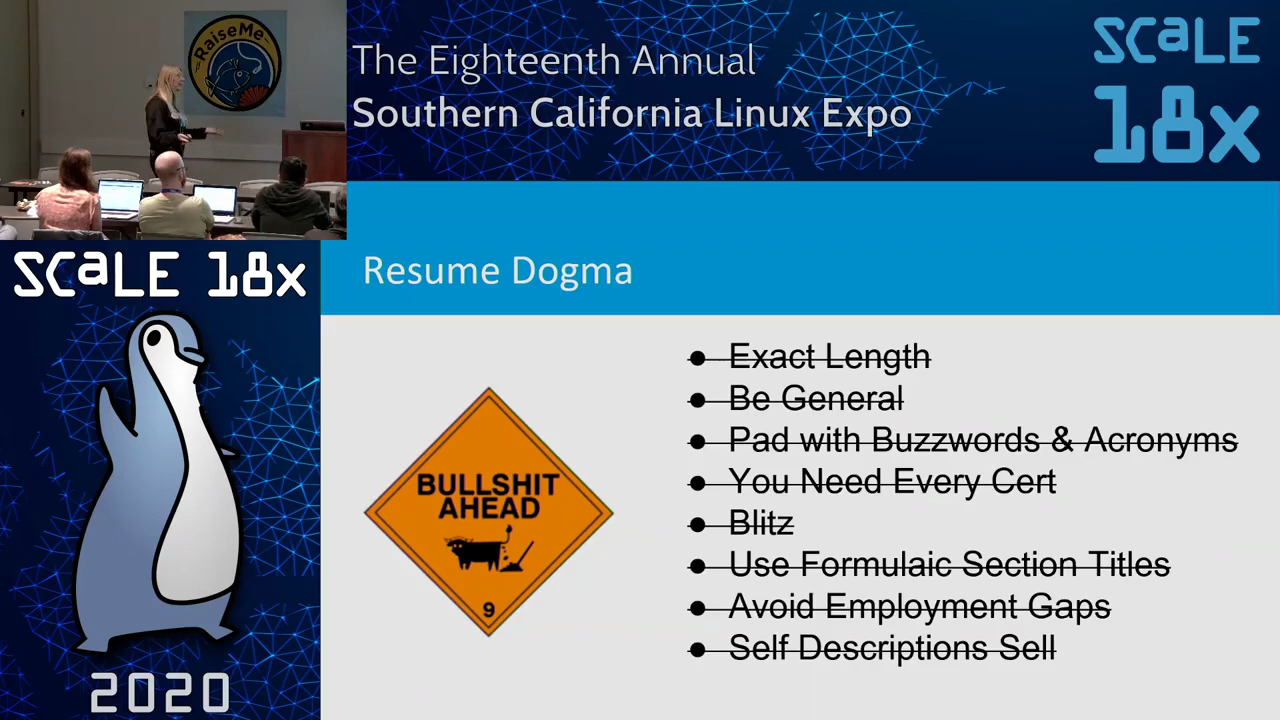 RaiseMe
The Eighteenth Annual
Southern California Linux Expo
SCaLE
18x
SCaLE 18x
2020
Resume Dogma
BULLSHIT
AHEAD
9
● Exact Length
● Be General
● Pad with Buzzwords & Acronyms
● You Need Every Cert
● Blitz
● Use Formulaic Section Titles
● Avoid Employment Gaps
● Self Descriptions Sell